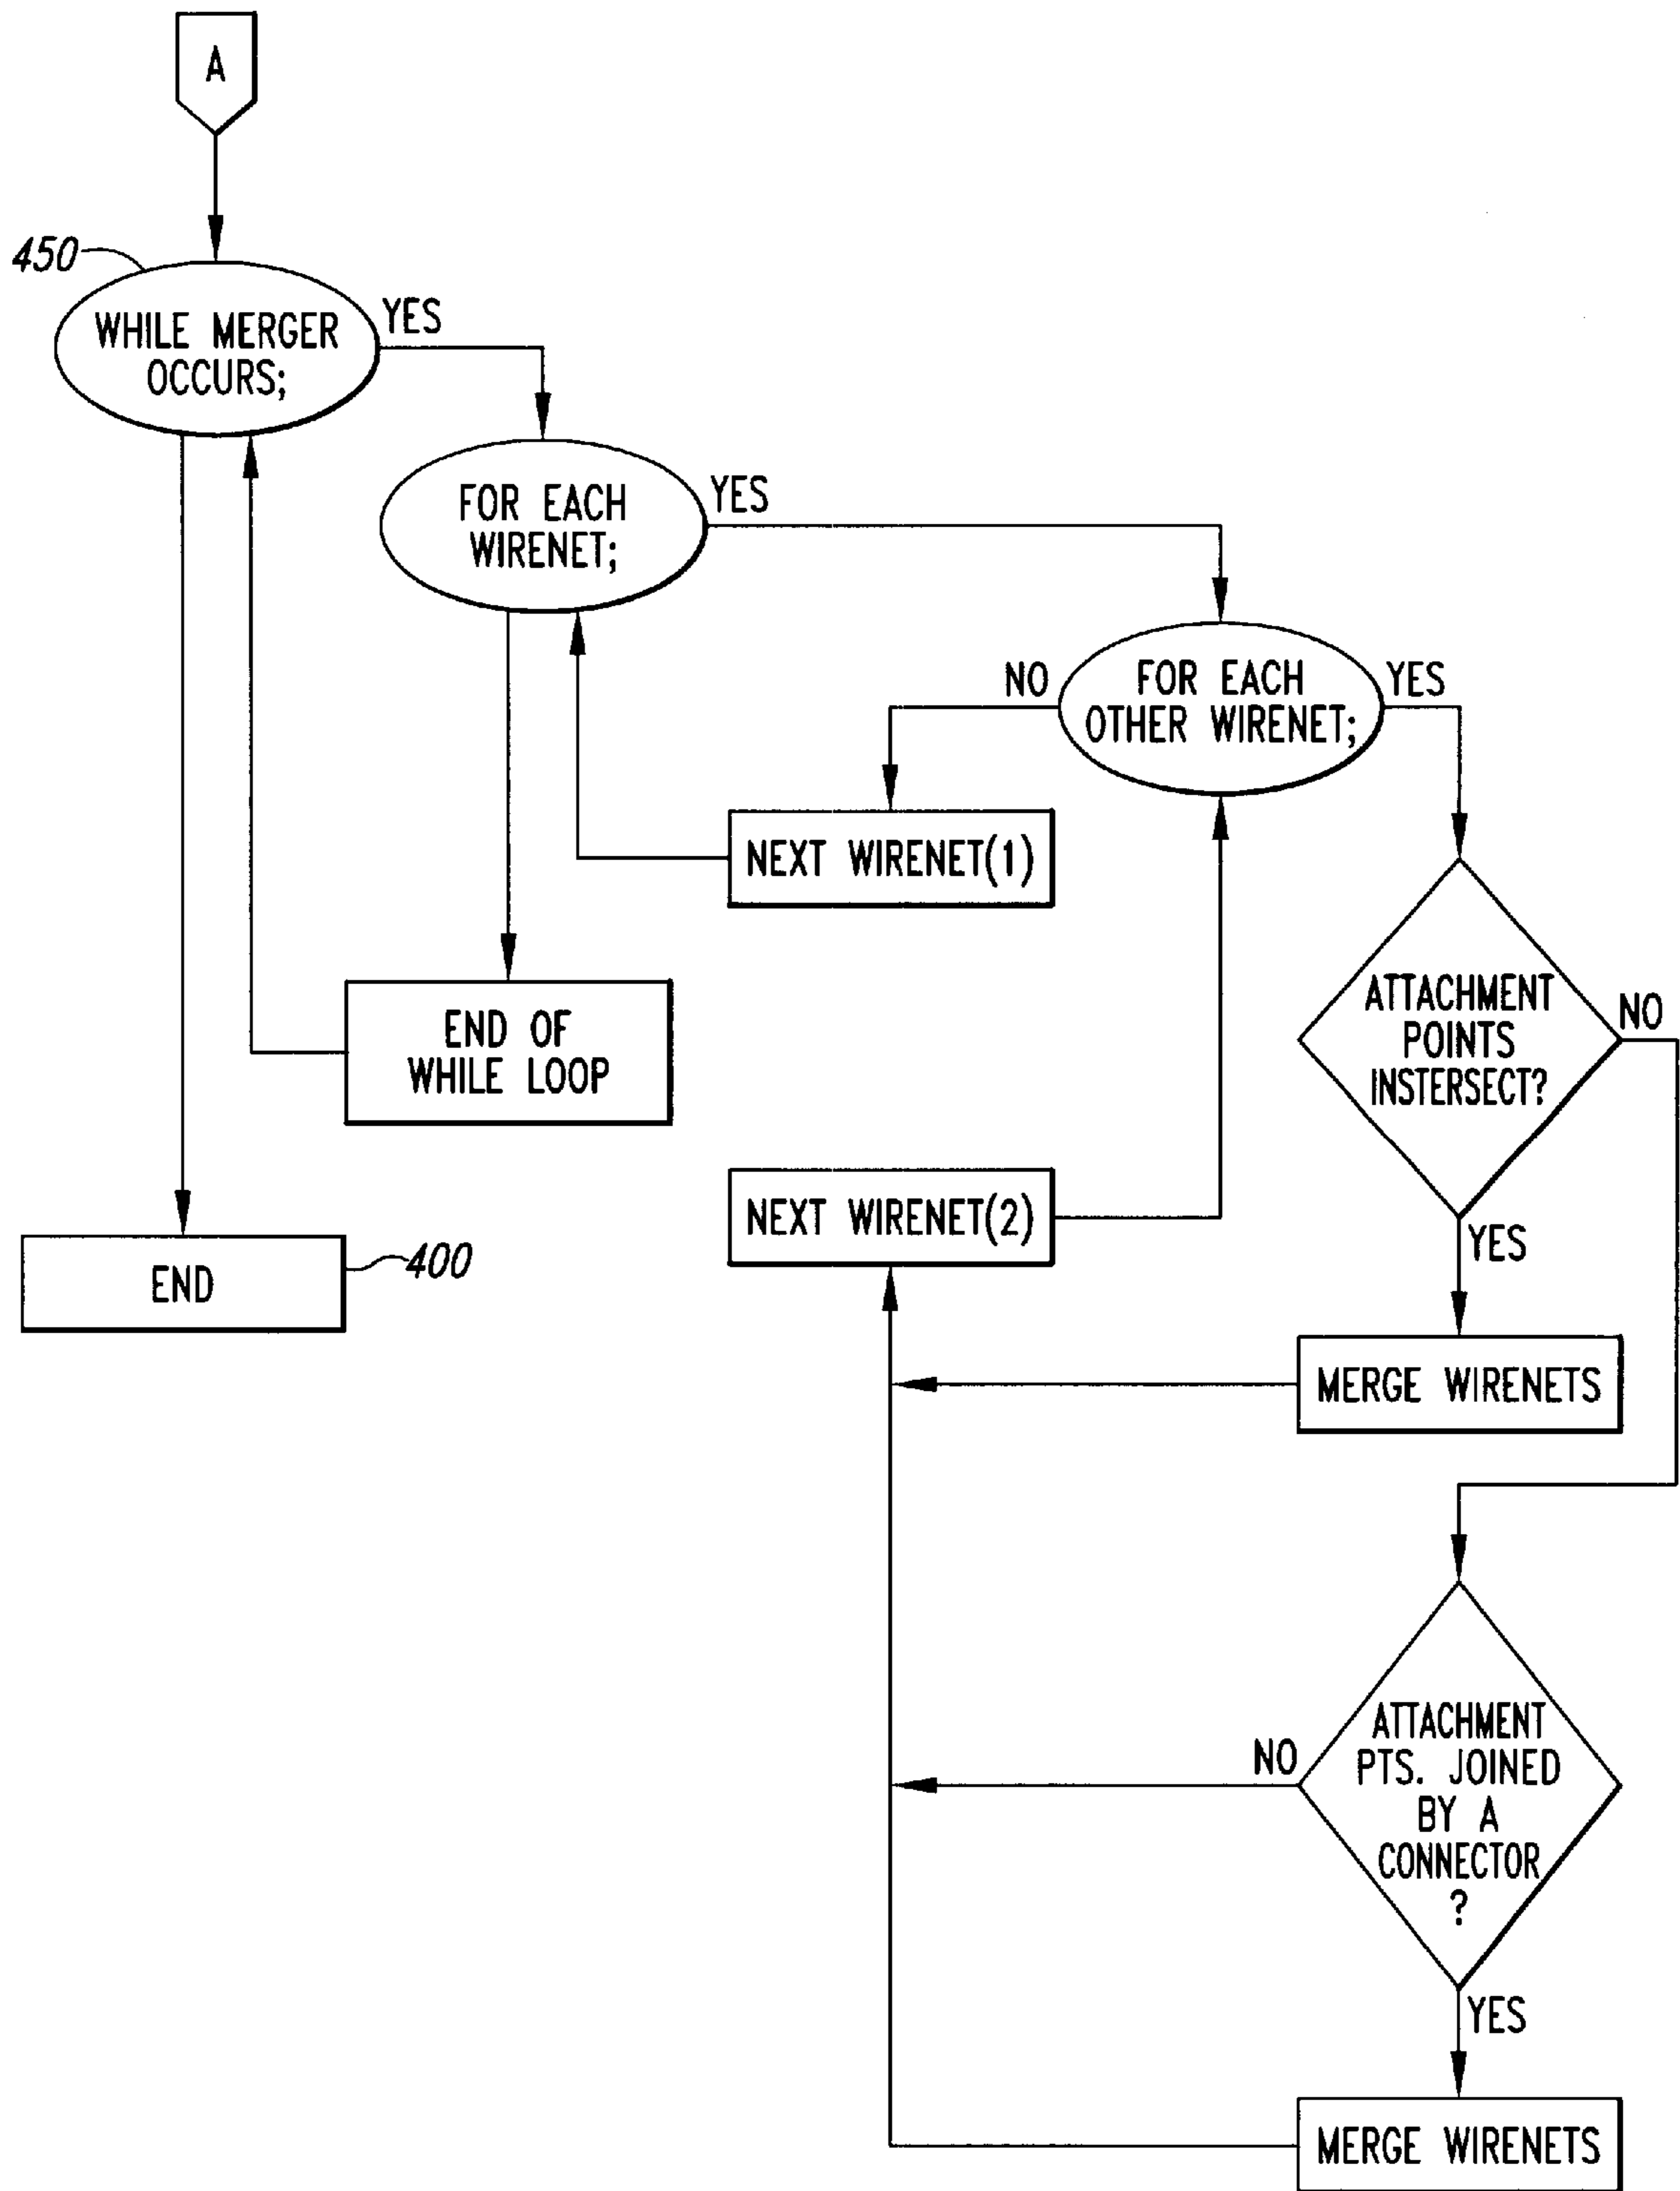 A
450
WHILE MERGER
OCCURS;
YES
FOR EACH
WIRENET;
YES
FOR EACH
OTHER WIRENET;
NO
YES
NEXT WIRENET(1)
END OF
WHILE LOOP
ATTACHMENT
POINTS
INSTERSECT?
NO
YES
NEXT WIRENET(2)
END
400
MERGE WIRENETS
ATTACHMENT
PTS. JOINED
BY A
CONNECTOR
?
NO
YES
MERGE WIRENETS